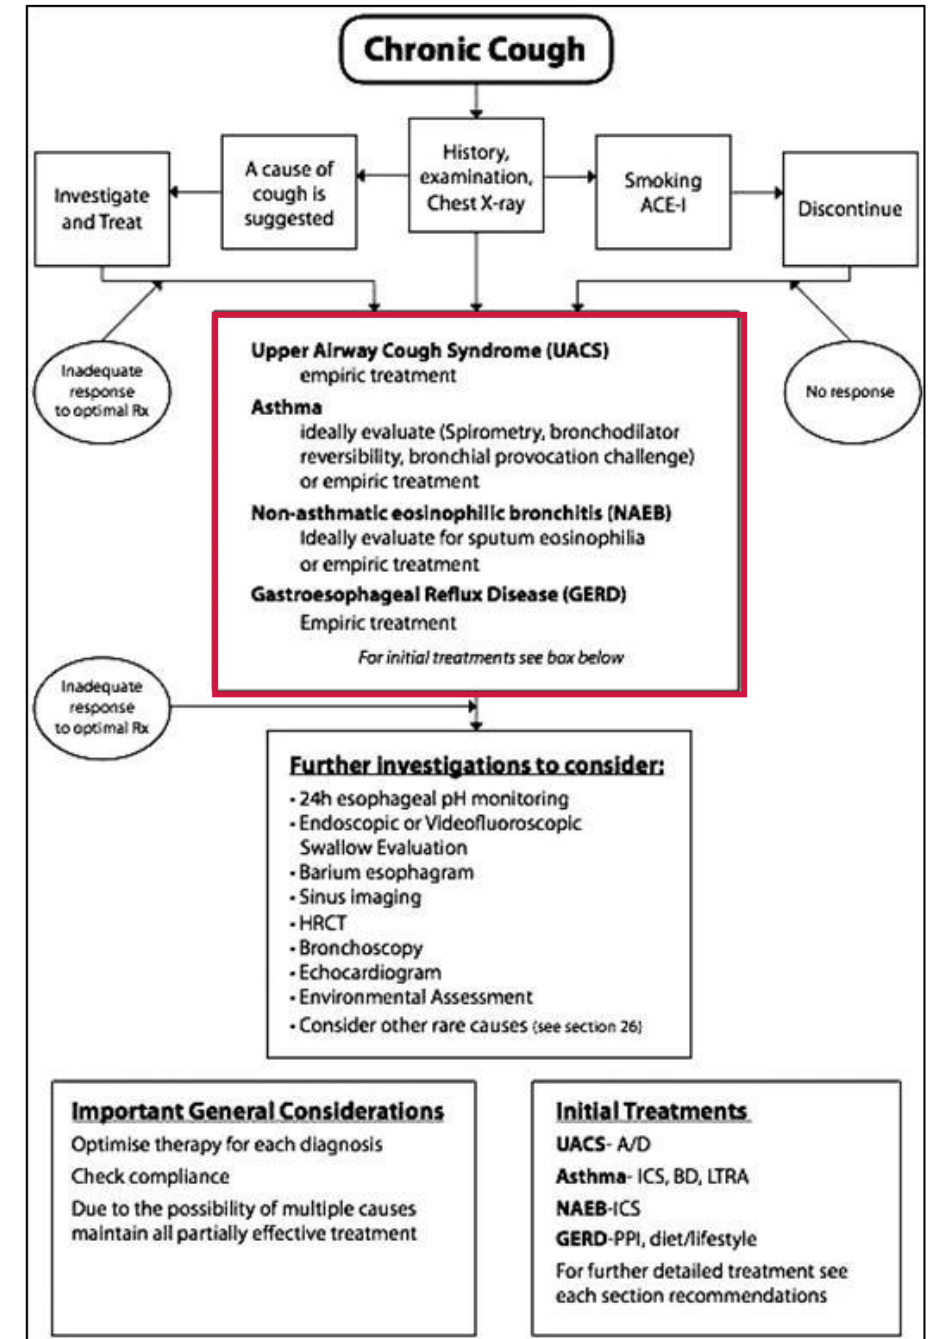 Chronic Cough
Investigate
and Treat
A cause of
cough is
suggested
History,
examination,
Chest X-ray
Smoking
ACE-I
Discontinue
Inadequate
response
to optimal Rx
No response
Upper Airway Cough Syndrome (UACS)
empiric treatment
Asthma
ideally evaluate (Spirometry, bronchodilator
reversibility, bronchial provocation challenge)
or empiric treatment
Non-asthmatic eosinophilic bronchitis (NAEB)
Ideally evaluate for sputum eosinophilia
or empiric treatment
Gastroesophageal Reflux Disease (GERD)
Empiric treatment
For initial treatments see box below
Inadequate
response
to optimal Rx
Further investigations to consider:
• 24h esophageal pH monitoring
• Endoscopic or Videofluoroscopic
Swallow Evaluation
• Barium esophagram
• Sinus imaging
• HRCT
• Bronchoscopy
• Echocardiogram
• Environmental Assessment
• Consider other rare causes (see section 26)
Important General Considerations
Optimise therapy for each diagnosis
Check compliance
Due to the possibility of multiple causes
maintain all partially effective treatment
Initial Treatments
UACS- A/D
Asthma- ICS, BD, LTRA
NAEB-ICS
GERD-PPI, diet/lifestyle
For further detailed treatment see
each section recommendations